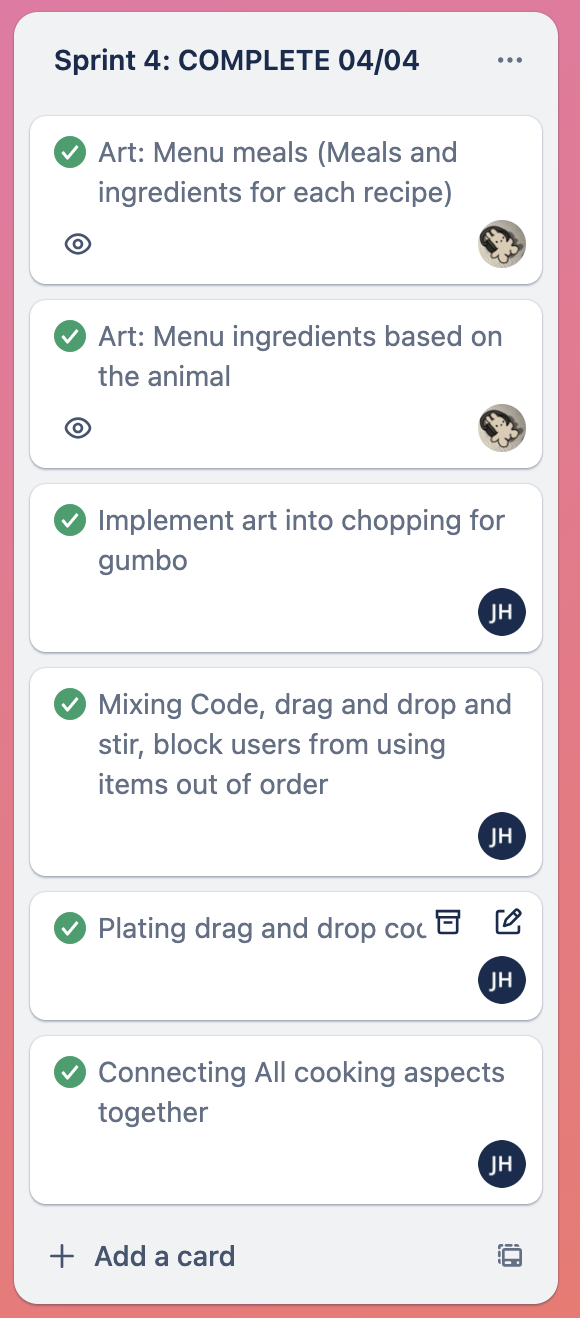 Sprint 4: COMPLETE 04/04
Art: Menu meals (Meals and
ingredients for each recipe)
Art: Menu ingredients based on
the animal
Implement art into chopping for
gumbo
JH
Mixing Code, drag and drop and
stir, block users from using
items out of order
JH
Plating drag and drop
JH
Connecting All cooking aspects
together
JH
Add a card